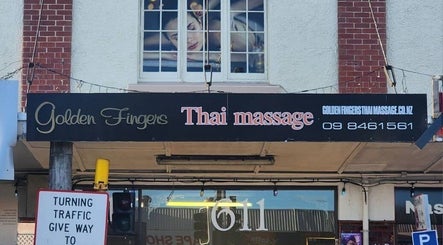 Golden Fingers
Thai massage
GOLDENFINGERSTHAIMASSAGE.CO.NZ
09 8461561
611
TURNING
TRAFFIC
GIVE WAY
TO
P